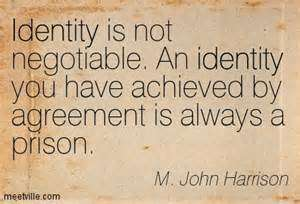 Identity is not
negotiable. An identity
you have achieved by
agreement is always a
prison.
M. John Harrison
meetville.com